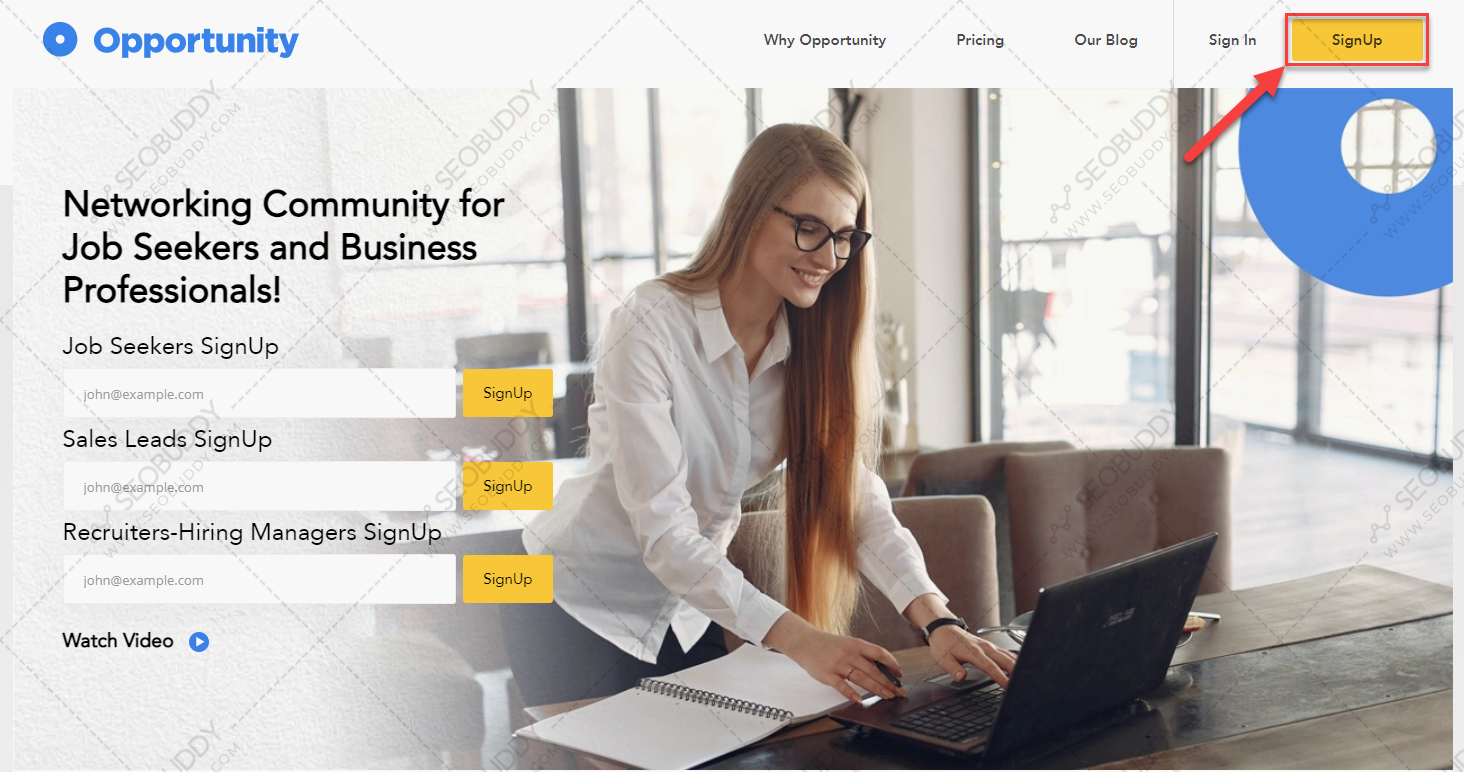 Opportunity
Why Opportunity
Pricing
Our Blog
Sign In
SignUp
Networking Community for
Job Seekers and Business
Professionals!
Job Seekers SignUp
john@example.com
SignUp
Sales Leads SignUp
john@example.com
SignUp
Recruiters-Hiring Managers SignUp
john@example.com
SignUp
Watch Video
SEOBUDDY
WWW.SEOBUDDY.COM